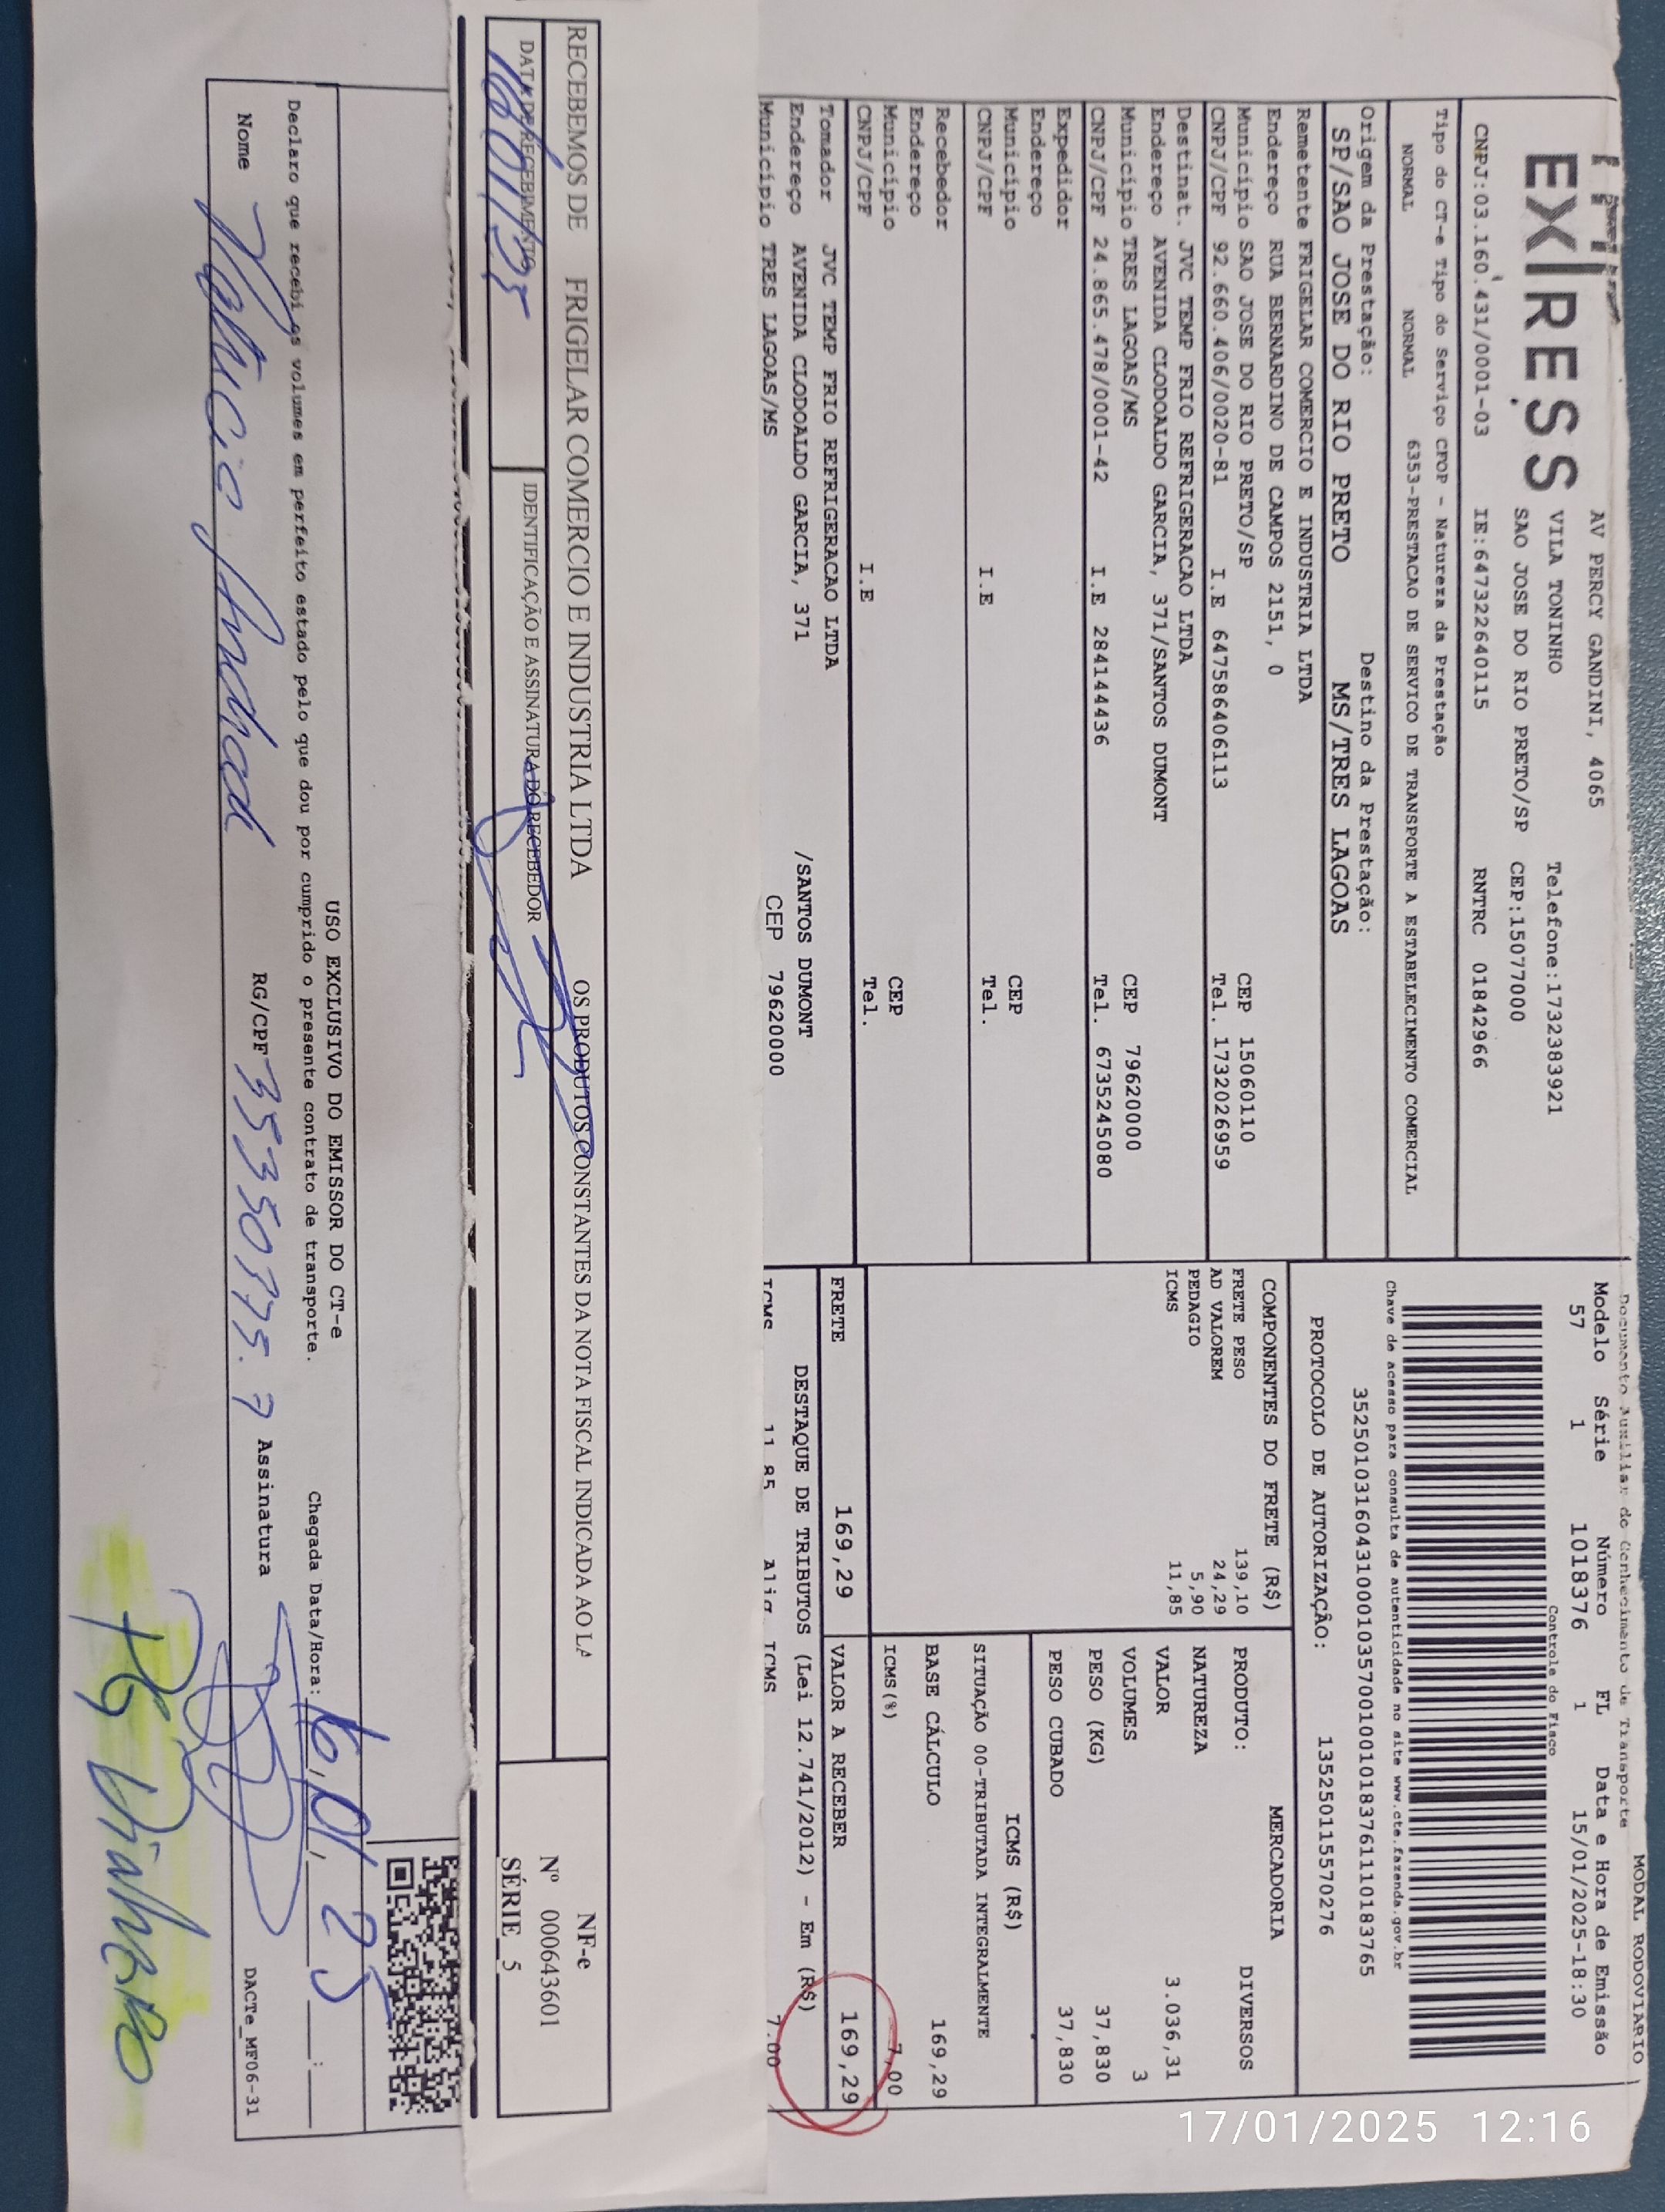 MODAL RODOVIARIO
Documento Auxiliar de Conhecimento de Transporte
EXPRESS
AV PERCY GANDINI, 4065
VILA TONINHO Telefone:1732383921
SAO JOSE DO RIO PRETO/SP CEP:15077000
CNPJ:03.160.431/0001-03 IE:647322640115 RNTRC 01842966
Modelo Série Número FL Data e Hora de Emissão
57 1 1018376 1 15/01/2025-18:30
Controle do Fisco
Tipo do CT-e Tipo do Serviço CFOP - Natureza da Prestação
NORMAL NORMAL 6353-PRESTACAO DE SERVICO DE TRANSPORTE A ESTABELECIMENTO COMERCIAL
Chave de acesso para consulta de autenticidade no site www.cte.fazenda.gov.br
35250103160431000103570010010183761110183765
Origem da Prestação: Destino da Prestação:
SP/SAO JOSE DO RIO PRETO MS/TRES LAGOAS
PROTOCOLO DE AUTORIZAÇÃO: 135250115570276
Remetente FRIGELAR COMERCIO E INDUSTRIA LTDA
Endereço RUA BERNARDINO DE CAMPOS 2151, 0
Município SAO JOSE DO RIO PRETO/SP CEP 15060110
CNPJ/CPF 92.660.406/0020-81 I.E 647586406113 Tel. 1732026959
Destinat. JVC TEMP FRIO REFRIGERACAO LTDA
Endereço AVENIDA CLODOALDO GARCIA, 371/SANTOS DUMONT
Município TRES LAGOAS/MS CEP 79620000
CNPJ/CPF 24.865.478/0001-42 I.E 284144436 Tel. 6735245080
Expedidor
Endereço
Município CEP
CNPJ/CPF I.E Tel.
Recebedor
Endereço
Município CEP
CNPJ/CPF I.E Tel.
Tomador JVC TEMP FRIO REFRIGERACAO LTDA
Endereço AVENIDA CLODOALDO GARCIA, 371 /SANTOS DUMONT
Município TRES LAGOAS/MS CEP 79620000
COMPONENTES DO FRETE (R$)
FRETE PESO 139,10
AD VALOREM 24,29
PEDAGIO 5,90
ICMS 11,85
MERCADORIA
PRODUTO: DIVERSOS
NATUREZA
VALOR 3.036,31
VOLUMES 3
PESO (KG) 37,830
PESO CUBADO 37,830
ICMS (R$)
SITUAÇÃO 00-TRIBUTADA INTEGRALMENTE
BASE CÁLCULO 169,29
ICMS(%) 7,00
FRETE 169,29 VALOR A RECEBER 169,29
DESTAQUE DE TRIBUTOS (Lei 12.741/2012) - Em (R$)
ICMS 11,85 Aliq ICMS 7,00
RECEBEMOS DE FRIGELAR COMERCIO E INDUSTRIA LTDA OS PRODUTOS CONSTANTES DA NOTA FISCAL INDICADA AO LA
DATA DE RECEBIMENTO IDENTIFICAÇÃO E ASSINATURA DO RECEBEDOR
16/01/25
NF-e
Nº 000643601
SÉRIE 5
USO EXCLUSIVO DO EMISSOR DO CT-e
Declaro que recebi os volumes em perfeito estado pelo que dou por cumprido o presente contrato de transporte.
Chegada Data/Hora: 16/01/25 :
Nome RG/CPF 35350375.7 Assinatura
DACTe_MF06-31
PG Dinheiro
17/01/2025 12:16